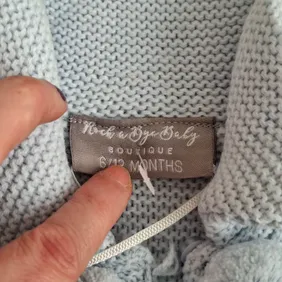 Rock a Bye Baby
BOUTIQUE
6/12 MONTHS